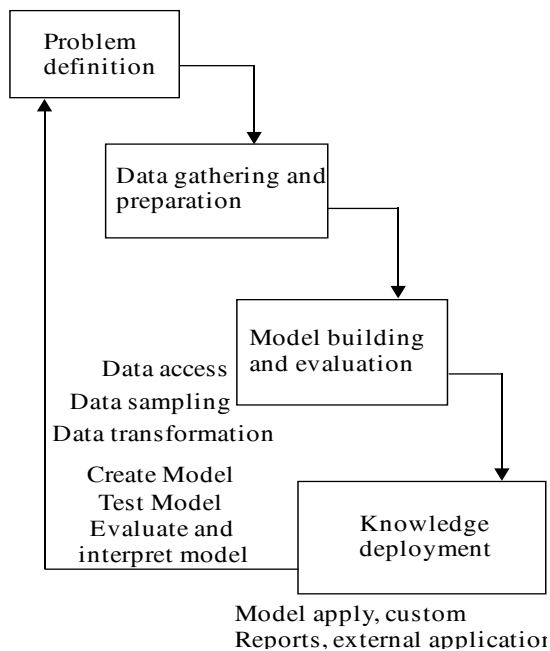 Problem
definition
Data gathering and
preparation
Model building
and evaluation
Data access
Data sampling
Data transformation
Create Model
Test Model
Evaluate and
interpret model
Knowledge
deployment
Model apply, custom
Reports, external application